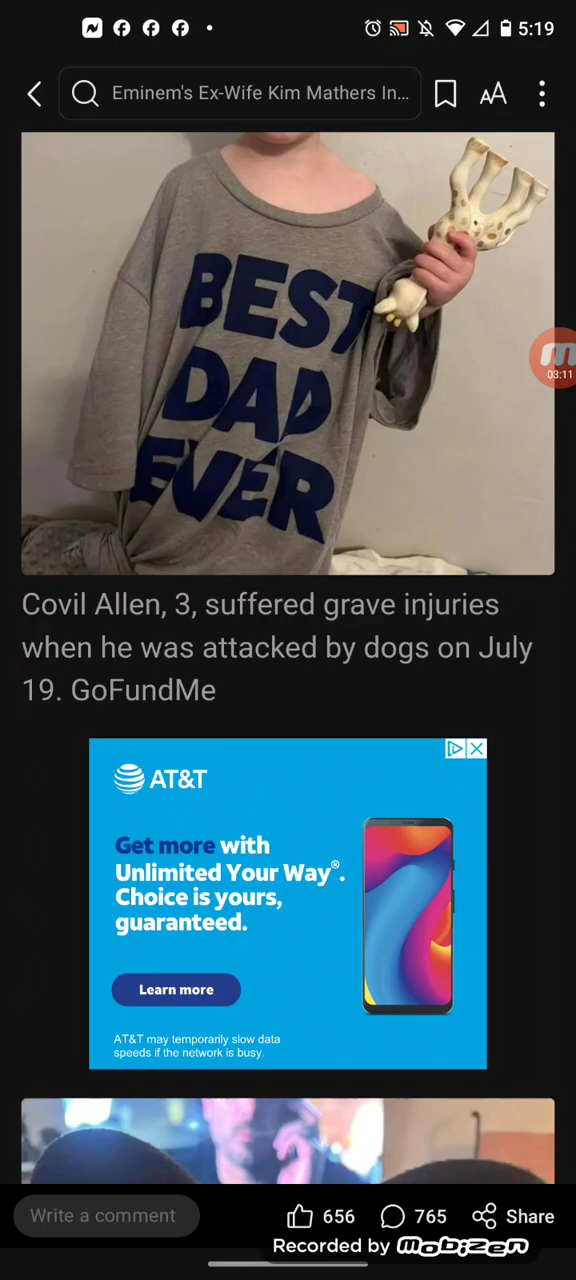 5:19
Eminem's Ex-Wife Kim Mathers In...
AA
BEST
DAD
EVER
03:11
Covil Allen, 3, suffered grave injuries
when he was attacked by dogs on July
19. GoFundMe
AT&T
Get more with
Unlimited Your Way®.
Choice is yours,
guaranteed.
Learn more
AT&T may temporarily slow data
speeds if the network is busy.
Write a comment
656
765
Share
Recorded by mobizen